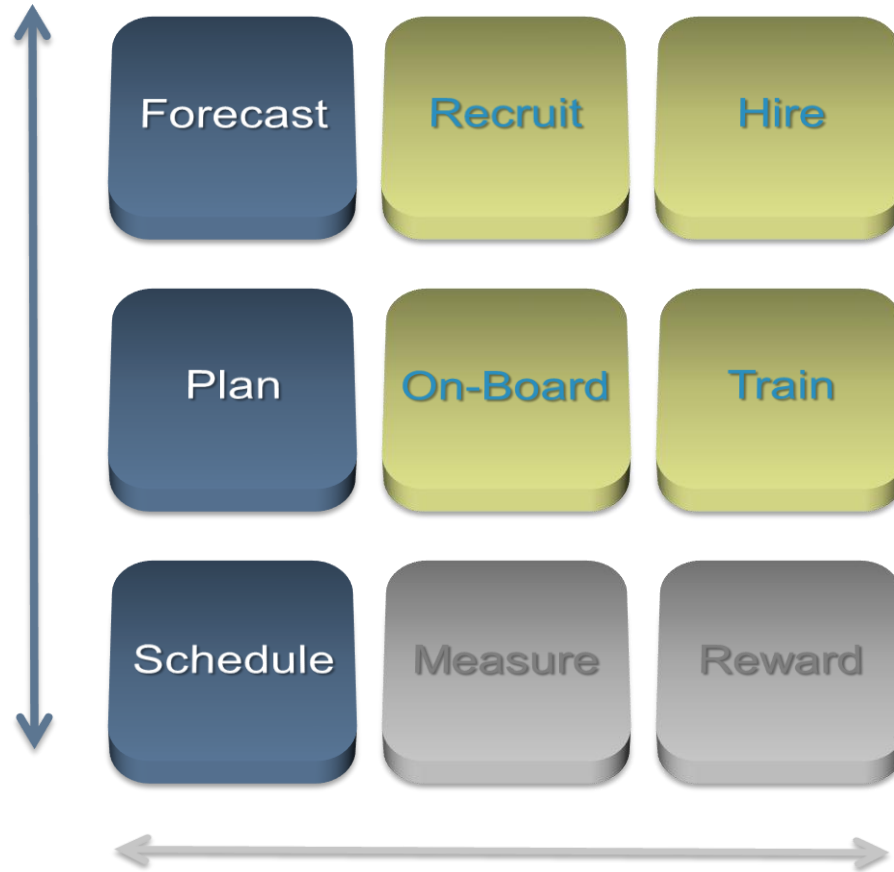 Forecast
Recruit
Hire
Plan
On-Board
Train
Schedule
Measure
Reward